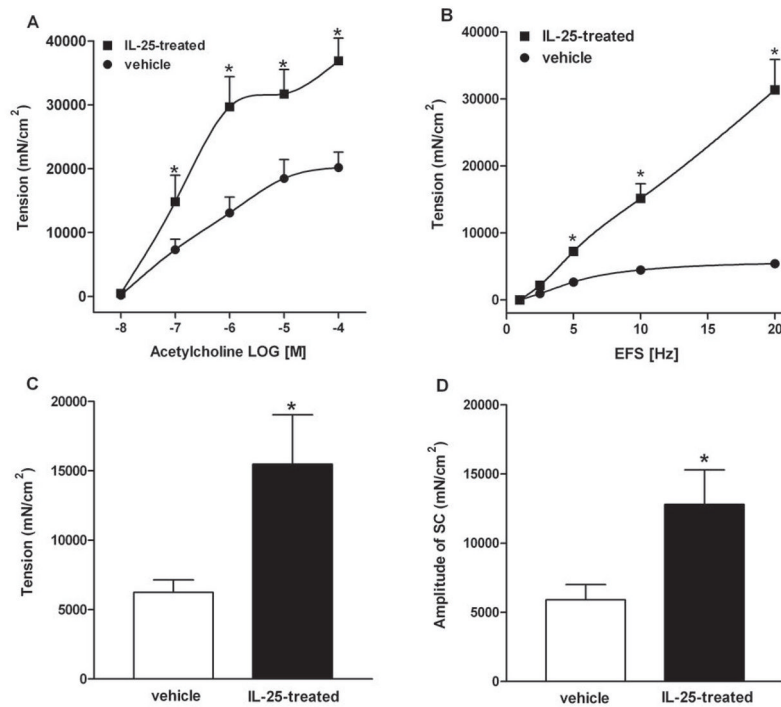 A
■ IL-25-treated
● vehicle
Tension (mN/cm²)
40000
30000
20000
10000
0
*
*
*
*
-8
-7
-6
-5
-4
Acetylcholine LOG [M]
B
■ IL-25-treated
● vehicle
Tension (mN/cm²)
40000
30000
20000
10000
0
*
*
*
0
5
10
15
20
EFS [Hz]
C
Tension (mN/cm²)
20000
15000
10000
5000
0
*
vehicle
IL-25-treated
D
Amplitude of SC (mN/cm²)
20000
15000
10000
5000
0
*
vehicle
IL-25-treated